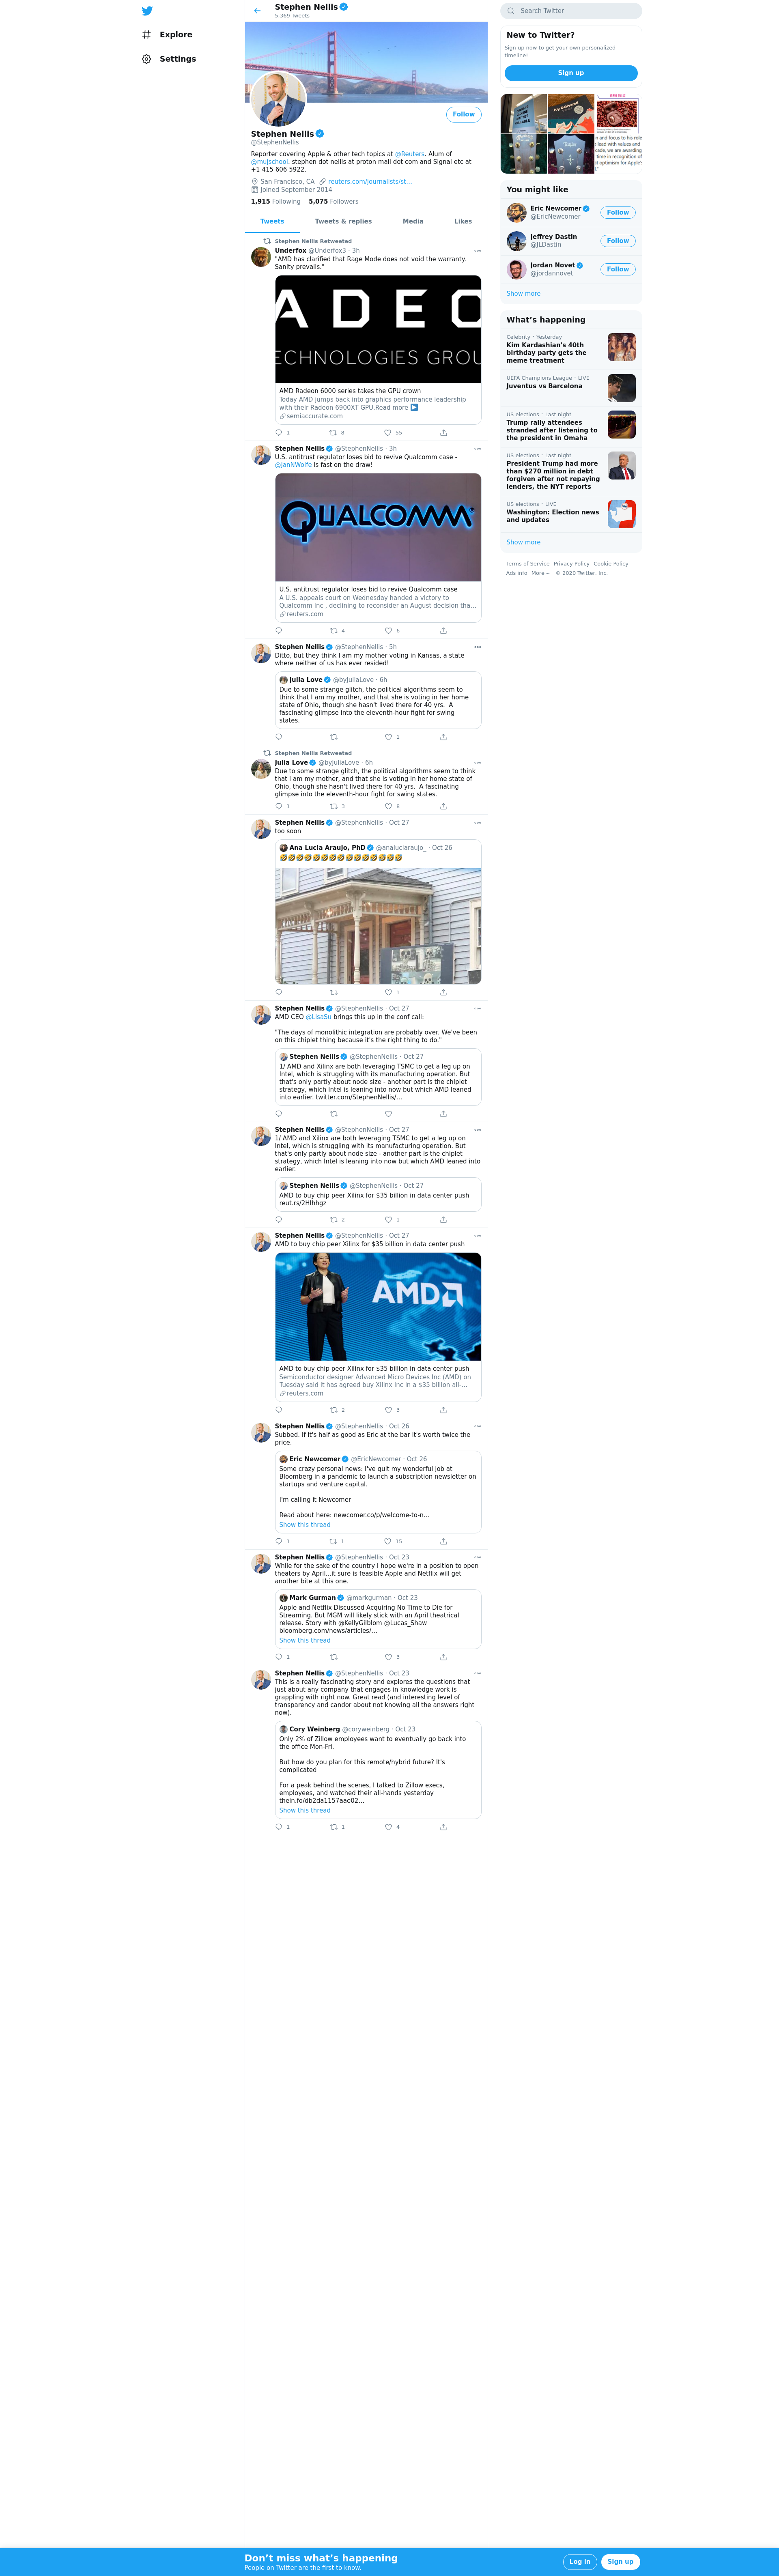 Explore
Settings
Stephen Nellis
5,369 Tweets
Follow
Stephen Nellis
@StephenNellis
Reporter covering Apple & other tech topics at @Reuters. Alum of
@mujschool. stephen dot nellis at proton mail dot com and Signal etc at
+1 415 606 5922.
San Francisco, CA reuters.com/journalists/st…
Joined September 2014
1,915 Following 5,075 Followers
Tweets Tweets & replies Media Likes
Stephen Nellis Retweeted
Underfox @Underfox3 · 3h
"AMD has clarified that Rage Mode does not void the warranty.
Sanity prevails."
ADEO
ECHNOLOGIES GROU
AMD Radeon 6000 series takes the GPU crown
Today AMD jumps back into graphics performance leadership
with their Radeon 6900XT GPU.Read more ▶
semiaccurate.com
1 8 55
Stephen Nellis @StephenNellis · 3h
U.S. antitrust regulator loses bid to revive Qualcomm case -
@JanNWolfe is fast on the draw!
QUALCOMM
U.S. antitrust regulator loses bid to revive Qualcomm case
A U.S. appeals court on Wednesday handed a victory to
Qualcomm Inc , declining to reconsider an August decision tha…
reuters.com
4 6
Stephen Nellis @StephenNellis · 5h
Ditto, but they think I am my mother voting in Kansas, a state
where neither of us has ever resided!
Julia Love @byJuliaLove · 6h
Due to some strange glitch, the political algorithms seem to
think that I am my mother, and that she is voting in her home
state of Ohio, though she hasn't lived there for 40 yrs. A
fascinating glimpse into the eleventh-hour fight for swing
states.
1
Stephen Nellis Retweeted
Julia Love @byJuliaLove · 6h
Due to some strange glitch, the political algorithms seem to think
that I am my mother, and that she is voting in her home state of
Ohio, though she hasn't lived there for 40 yrs. A fascinating
glimpse into the eleventh-hour fight for swing states.
1 3 8
Stephen Nellis @StephenNellis · Oct 27
too soon
Ana Lucia Araujo, PhD @analuciaraujo_ · Oct 26
🤣🤣🤣🤣🤣🤣🤣🤣🤣🤣🤣🤣🤣🤣🤣
1
Stephen Nellis @StephenNellis · Oct 27
AMD CEO @LisaSu brings this up in the conf call:
"The days of monolithic integration are probably over. We've been
on this chiplet thing because it's the right thing to do."
Stephen Nellis @StephenNellis · Oct 27
1/ AMD and Xilinx are both leveraging TSMC to get a leg up on
Intel, which is struggling with its manufacturing operation. But
that's only partly about node size - another part is the chiplet
strategy, which Intel is leaning into now but which AMD leaned
into earlier. twitter.com/StephenNellis/…
Stephen Nellis @StephenNellis · Oct 27
1/ AMD and Xilinx are both leveraging TSMC to get a leg up on
Intel, which is struggling with its manufacturing operation. But
that's only partly about node size - another part is the chiplet
strategy, which Intel is leaning into now but which AMD leaned into
earlier.
Stephen Nellis @StephenNellis · Oct 27
AMD to buy chip peer Xilinx for $35 billion in data center push
reut.rs/2HIhhgz
2 1
Stephen Nellis @StephenNellis · Oct 27
AMD to buy chip peer Xilinx for $35 billion in data center push
AMD
AMD to buy chip peer Xilinx for $35 billion in data center push
Semiconductor designer Advanced Micro Devices Inc (AMD) on
Tuesday said it has agreed buy Xilinx Inc in a $35 billion all-…
reuters.com
2 3
Stephen Nellis @StephenNellis · Oct 26
Subbed. If it's half as good as Eric at the bar it's worth twice the
price.
Eric Newcomer @EricNewcomer · Oct 26
Some crazy personal news: I've quit my wonderful job at
Bloomberg in a pandemic to launch a subscription newsletter on
startups and venture capital.
I'm calling it Newcomer
Read about here: newcomer.co/p/welcome-to-n…
Show this thread
1 1 15
Stephen Nellis @StephenNellis · Oct 23
While for the sake of the country I hope we're in a position to open
theaters by April...it sure is feasible Apple and Netflix will get
another bite at this one.
Mark Gurman @markgurman · Oct 23
Apple and Netflix Discussed Acquiring No Time to Die for
Streaming. But MGM will likely stick with an April theatrical
release. Story with @KellyGilblom @Lucas_Shaw
bloomberg.com/news/articles/…
Show this thread
1 3
Stephen Nellis @StephenNellis · Oct 23
This is a really fascinating story and explores the questions that
just about any company that engages in knowledge work is
grappling with right now. Great read (and interesting level of
transparency and candor about not knowing all the answers right
now).
Cory Weinberg @coryweinberg · Oct 23
Only 2% of Zillow employees want to eventually go back into
the office Mon-Fri.
But how do you plan for this remote/hybrid future? It's
complicated
For a peak behind the scenes, I talked to Zillow execs,
employees, and watched their all-hands yesterday
thein.fo/db2da1157aae02…
Show this thread
1 1 4
Search Twitter
New to Twitter?
Sign up now to get your own personalized
timeline!
Sign up
n and focus to his role
lead with values and
cade, we are awarding
time in recognition of
t optimism for Apple'
You might like
Eric Newcomer
@EricNewcomer
Follow
Jeffrey Dastin
@JLDastin
Follow
Jordan Novet
@jordannovet
Follow
Show more
What's happening
Celebrity · Yesterday
Kim Kardashian's 40th
birthday party gets the
meme treatment
UEFA Champions League · LIVE
Juventus vs Barcelona
US elections · Last night
Trump rally attendees
stranded after listening to
the president in Omaha
US elections · Last night
President Trump had more
than $270 million in debt
forgiven after not repaying
lenders, the NYT reports
US elections · LIVE
Washington: Election news
and updates
Show more
Terms of Service Privacy Policy Cookie Policy
Ads info More © 2020 Twitter, Inc.
Don't miss what's happening
People on Twitter are the first to know.
Log in
Sign up